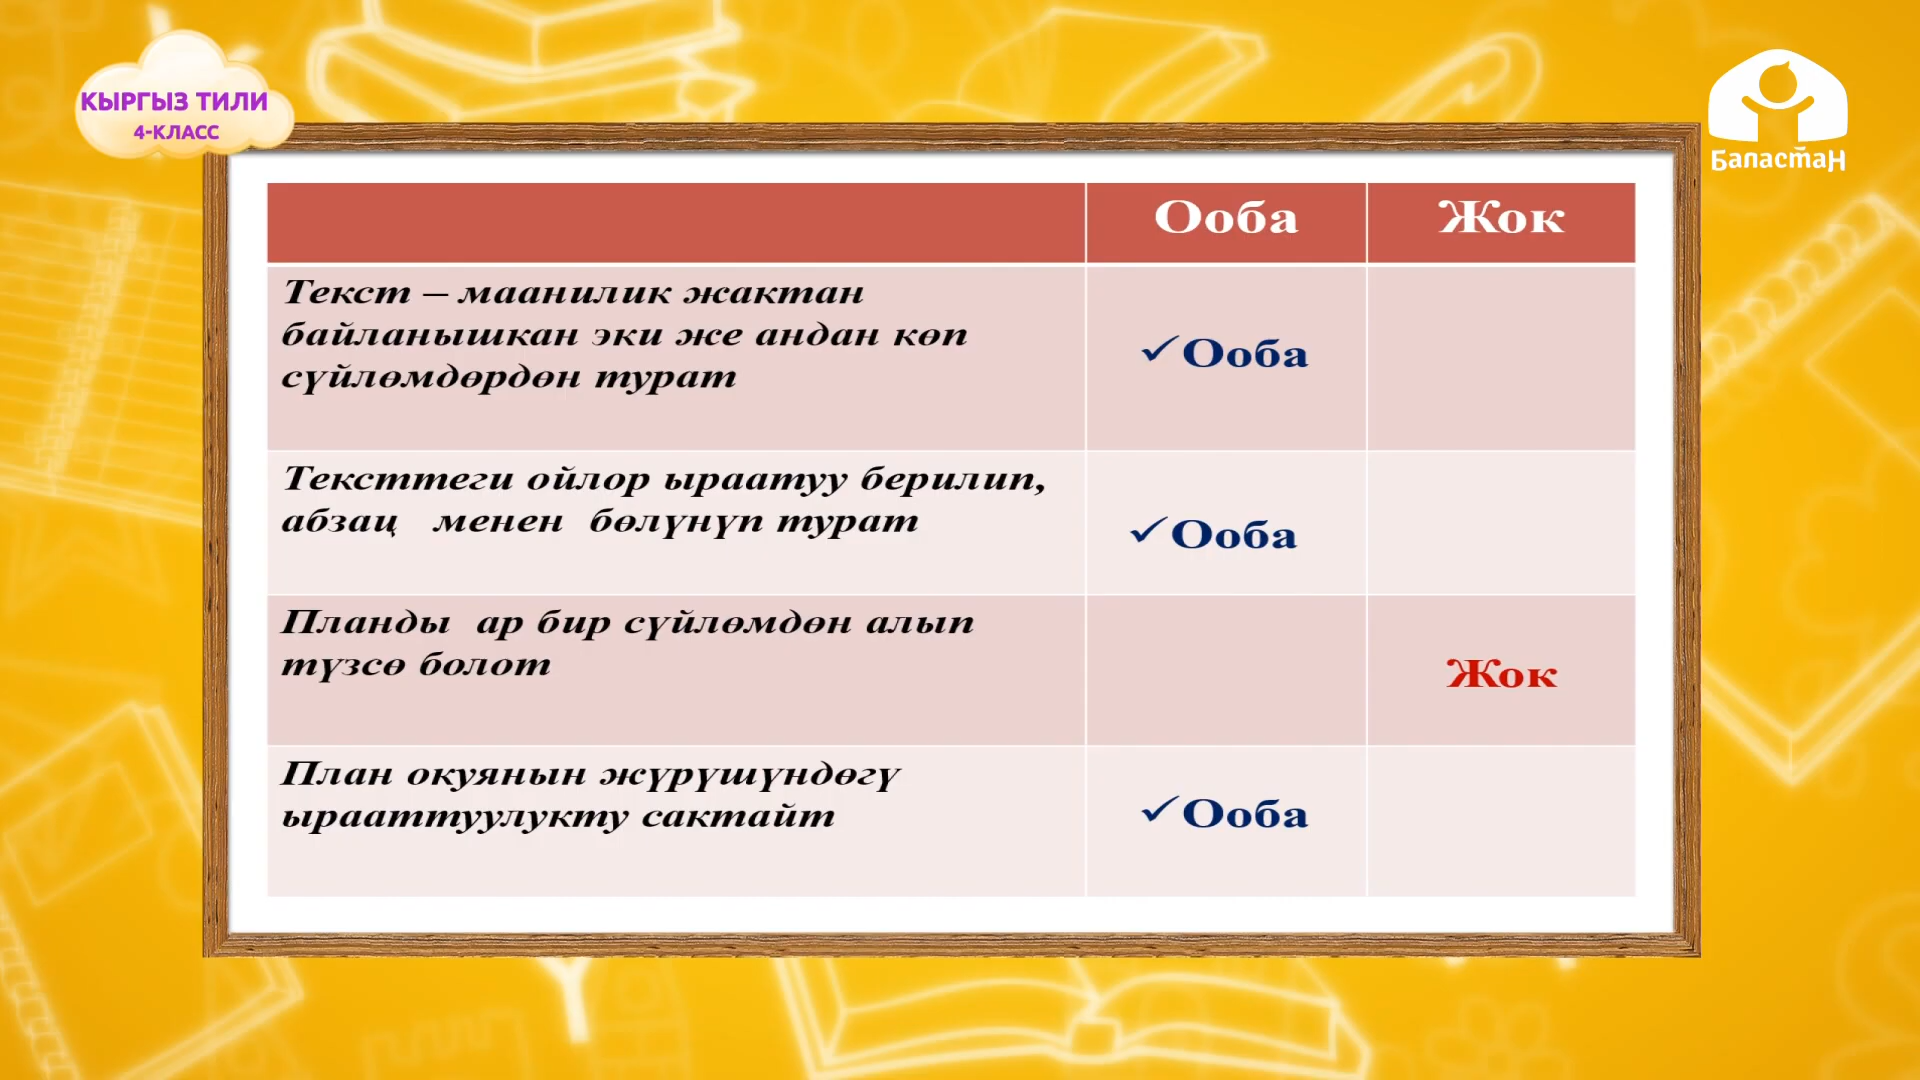 КЫРГЫЗ ТИЛИ
4-КЛАСС
Баластан
Ооба Жок
Текст – маанилик жактан
байланышкан эки же андан көп
сүйлөмдөрдөн турат
✓Ооба
Тексттеги ойлор ыраатуу берилип,
абзац менен бөлүнүп турат
✓Ооба
Планды ар бир сүйлөмдөн алып
түзсө болот
Жок
План окуянын жүрүшүндөгү
ырааттуулукту сактайт
✓Ооба